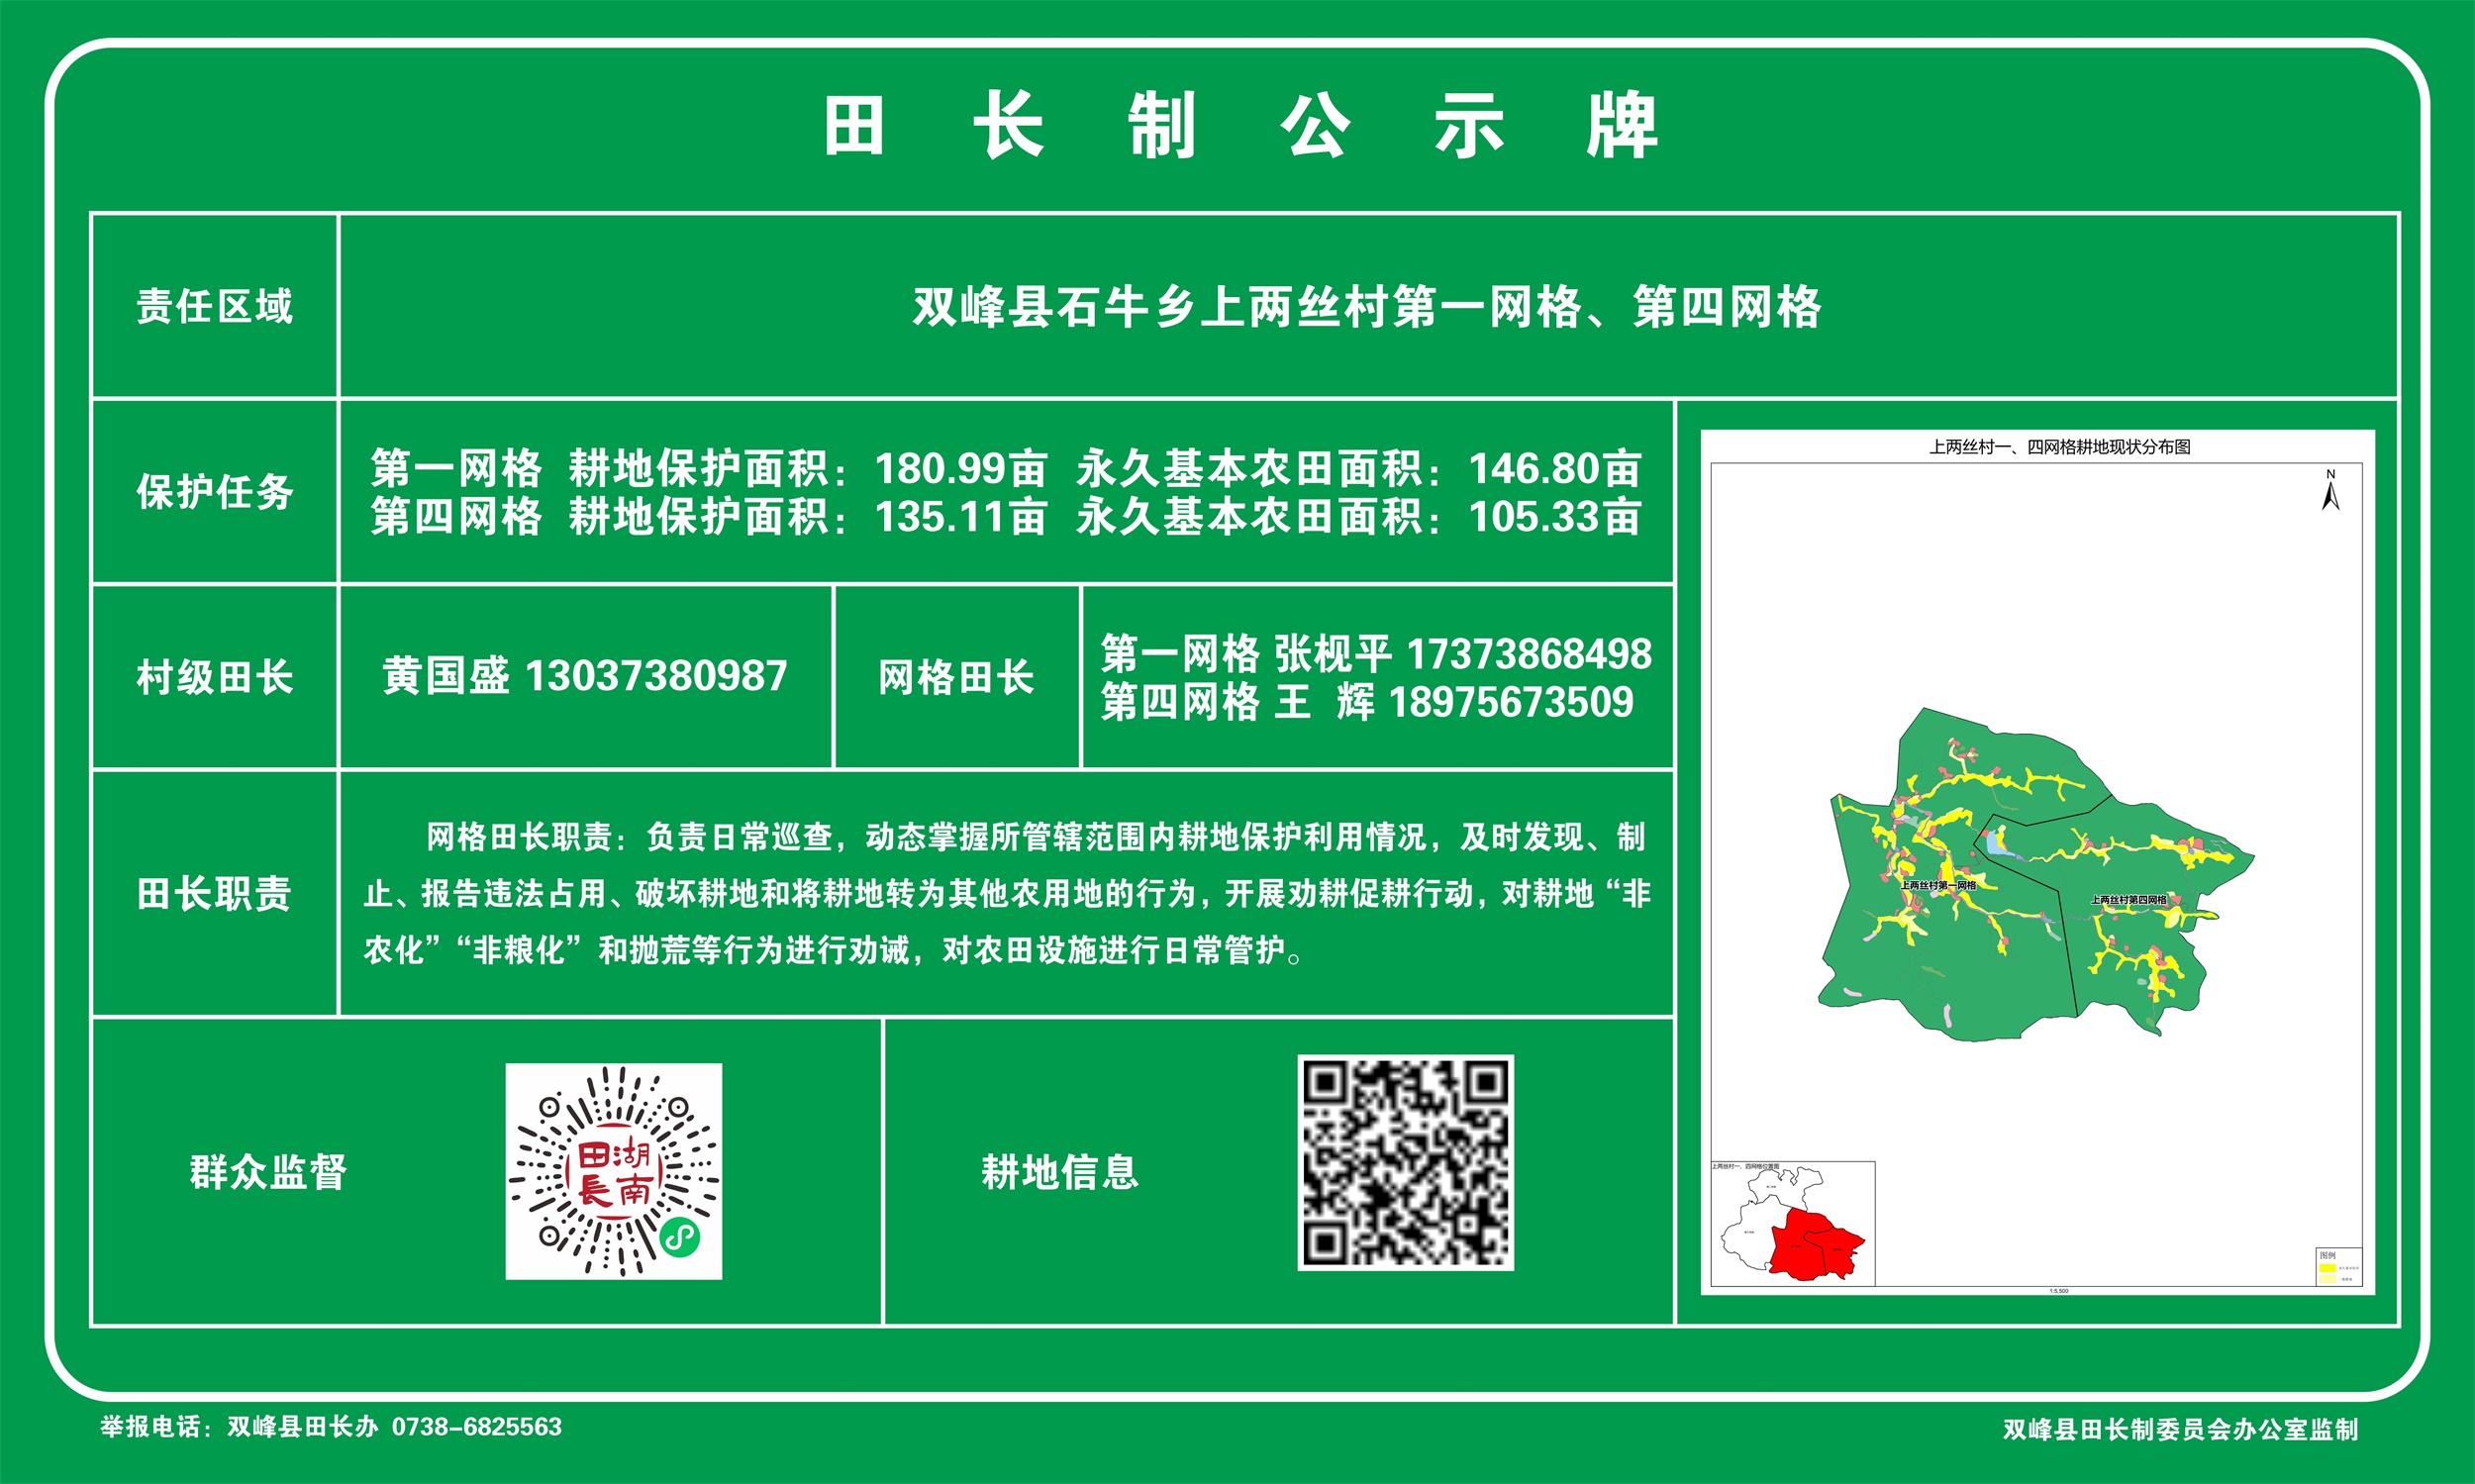 田长制公示牌
责任区域
双峰县石牛乡上两丝村第一网格、第四网格
保护任务
第一网格 耕地保护面积：180.99亩 永久基本农田面积：146.80亩
第四网格 耕地保护面积：135.11亩 永久基本农田面积：105.33亩
村级田长
黄国盛 13037380987
网格田长
第一网格 张枧平 17373868498
第四网格 王 辉 18975673509
田长职责
网格田长职责：负责日常巡查，动态掌握所管辖范围内耕地保护利用情况，及时发现、制
止、报告违法占用、破坏耕地和将耕地转为其他农用地的行为，开展劝耕促耕行动，对耕地“非
农化”“非粮化”和抛荒等行为进行劝诫，对农田设施进行日常管护。
群众监督
湖南
田長
耕地信息
上两丝村一、四网格耕地现状分布图
N
上两丝村第一网格
上两丝村第四网格
上两丝村一、四网格位置图
图例
1:5,500
举报电话：双峰县田长办 0738-6825563
双峰县田长制委员会办公室监制